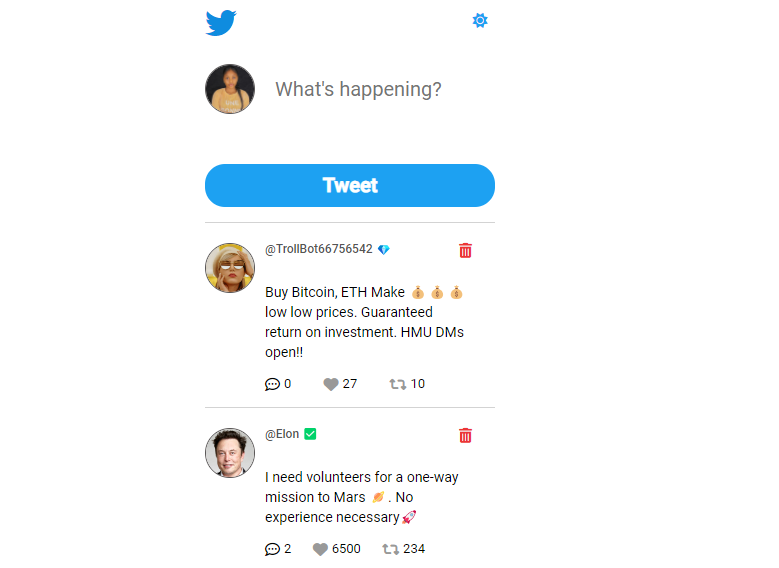 What's happening?
Tweet
@TrollBot66756542 💎
Buy Bitcoin, ETH Make 💰 💰 💰
low low prices. Guaranteed
return on investment. HMU DMs
open!!
0 27 10
@Elon ✅
I need volunteers for a one-way
mission to Mars 🪐 . No
experience necessary🚀
2 6500 234